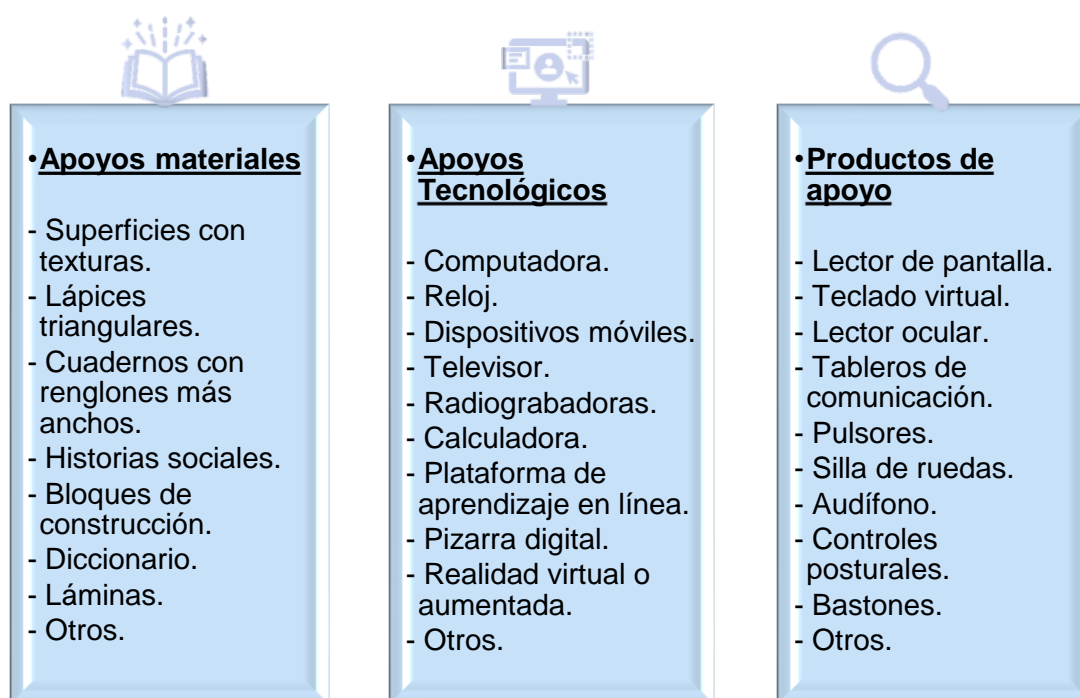 •Apoyos materiales
- Superficies con
texturas.
- Lápices
triangulares.
- Cuadernos con
renglones más
anchos.
- Historias sociales.
- Bloques de
construcción.
- Diccionario.
- Láminas.
- Otros.
•Apoyos
Tecnológicos
- Computadora.
- Reloj.
- Dispositivos móviles.
- Televisor.
- Radiograbadoras.
- Calculadora.
- Plataforma de
aprendizaje en línea.
- Pizarra digital.
- Realidad virtual o
aumentada.
- Otros.
•Productos de
apoyo
- Lector de pantalla.
- Teclado virtual.
- Lector ocular.
- Tableros de
comunicación.
- Pulsores.
- Silla de ruedas.
- Audífono.
- Controles
posturales.
- Bastones.
- Otros.